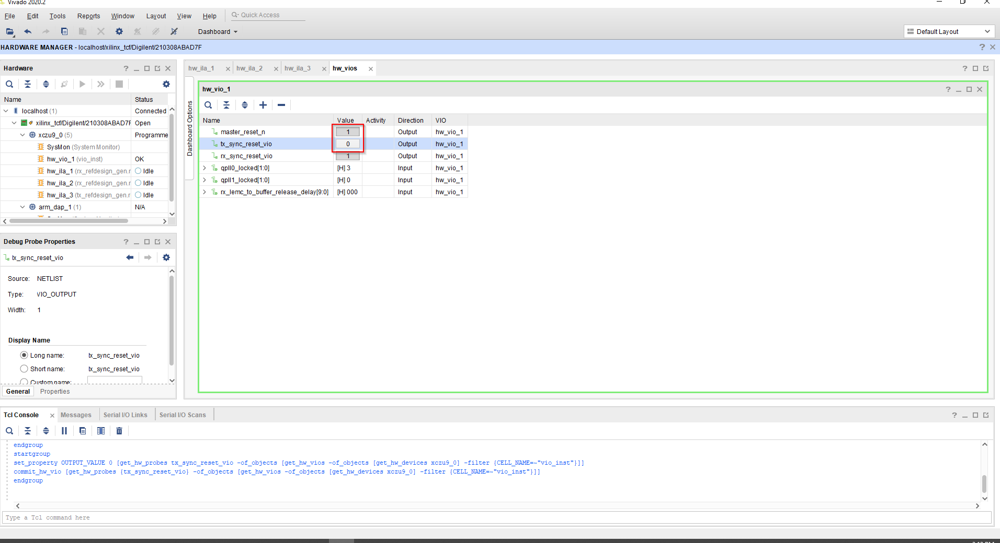 Vivado 2020.2
File Edit Tools Reports Window Layout View Help Quick Access
Dashboard Default Layout
HARDWARE MANAGER - localhost/xilinx_tcf/Digilent/210308ABAD7F ?
Hardware ?
Name Status
localhost (1) Connected
xilinx_tcf/Digilent/210308ABAD7F Open
xczu9_0 (5) Programme
SysMon (System Monitor)
hw_vio_1 (vio_inst) OK
hw_ila_1 (rx_refdesign_gen.r Idle
hw_ila_2 (rx_refdesign_gen.r Idle
hw_ila_3 (tx_refdesign_gen.r Idle
arm_dap_1 (1) N/A
Debug Probe Properties ?
tx_sync_reset_vio
Source: NETLIST
Type: VIO_OUTPUT
Width: 1
Display Name
Long name: tx_sync_reset_vio
Short name: tx_sync_reset_vio
Custom name:
General Properties
hw_ila_1 hw_ila_2 hw_ila_3 hw_vios ?
Dashboard Options
hw_vio_1 ?
Name Value Activity Direction VIO
master_reset_n 1 Output hw_vio_1
tx_sync_reset_vio 0 Output hw_vio_1
rx_sync_reset_vio 1 Output hw_vio_1
qpll0_locked[1:0] [H] 3 Input hw_vio_1
qpll1_locked[1:0] [H] 0 Input hw_vio_1
rx_lemc_to_buffer_release_delay[9:0] [H] 000 Input hw_vio_1
Tcl Console Messages Serial I/O Links Serial I/O Scans ?
endgroup
startgroup
set_property OUTPUT_VALUE 0 [get_hw_probes tx_sync_reset_vio -of_objects [get_hw_vios -of_objects [get_hw_devices xczu9_0] -filter {CELL_NAME=~"vio_inst"}]]
commit_hw_vio [get_hw_probes {tx_sync_reset_vio} -of_objects [get_hw_vios -of_objects [get_hw_devices xczu9_0] -filter {CELL_NAME=~"vio_inst"}]]
endgroup
Type a Tcl command here